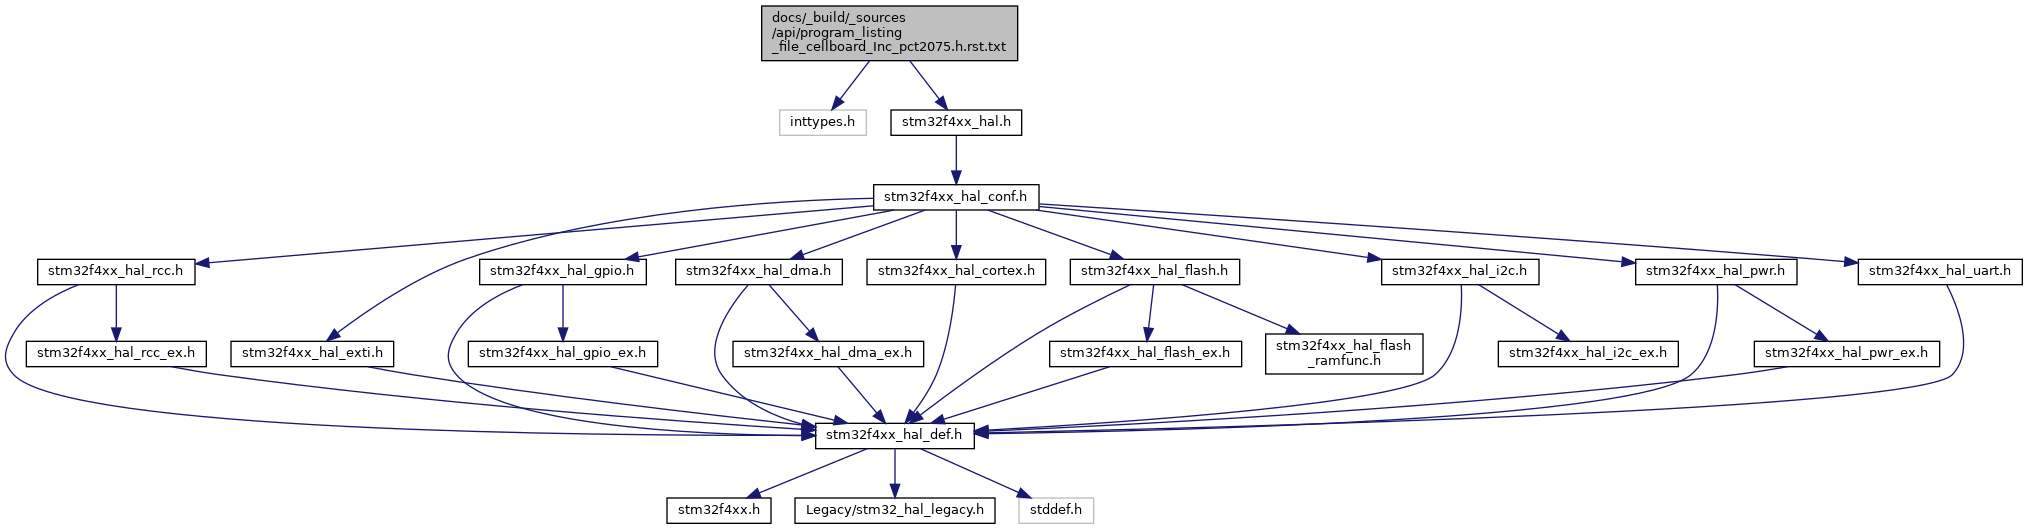 docs/_build/_sources
/api/program_listing
_file_cellboard_Inc_pct2075.h.rst.txt
inttypes.h
stm32f4xx_hal.h
stm32f4xx_hal_conf.h
stm32f4xx_hal_rcc.h
stm32f4xx_hal_gpio.h
stm32f4xx_hal_dma.h
stm32f4xx_hal_cortex.h
stm32f4xx_hal_flash.h
stm32f4xx_hal_i2c.h
stm32f4xx_hal_pwr.h
stm32f4xx_hal_uart.h
stm32f4xx_hal_rcc_ex.h
stm32f4xx_hal_exti.h
stm32f4xx_hal_gpio_ex.h
stm32f4xx_hal_dma_ex.h
stm32f4xx_hal_flash_ex.h
stm32f4xx_hal_flash
_ramfunc.h
stm32f4xx_hal_i2c_ex.h
stm32f4xx_hal_pwr_ex.h
stm32f4xx_hal_def.h
stm32f4xx.h
Legacy/stm32_hal_legacy.h
stddef.h